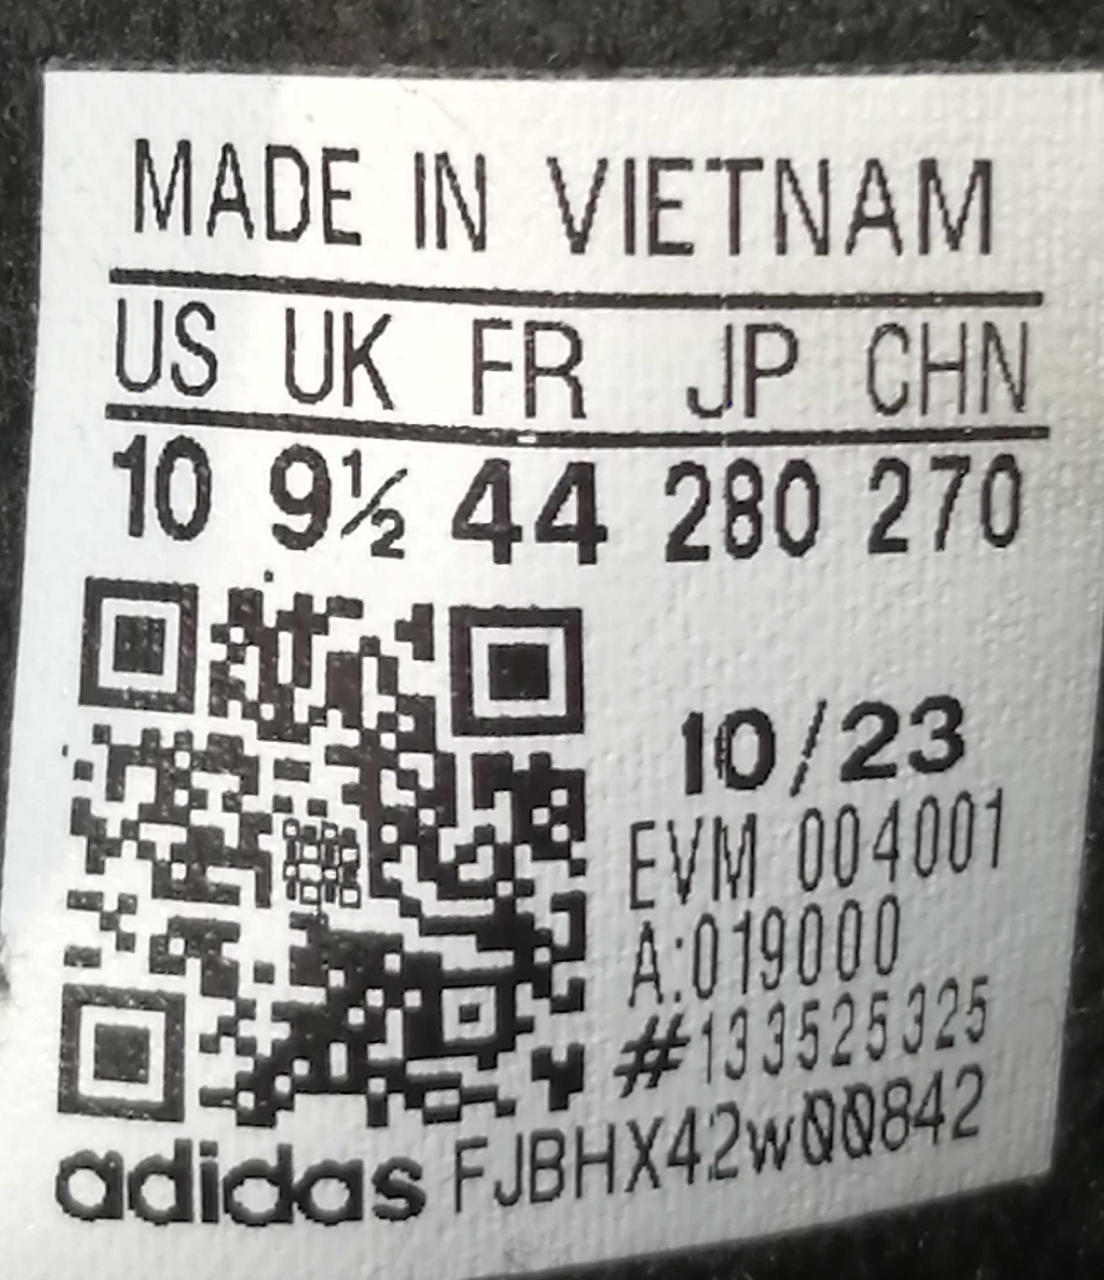 MADE IN VIETNAM
US UK FR JP CHN
10 9½ 44 280 270
10/23
EVM 004001
A:019000
#133525325
adidas FJBHX42w00842